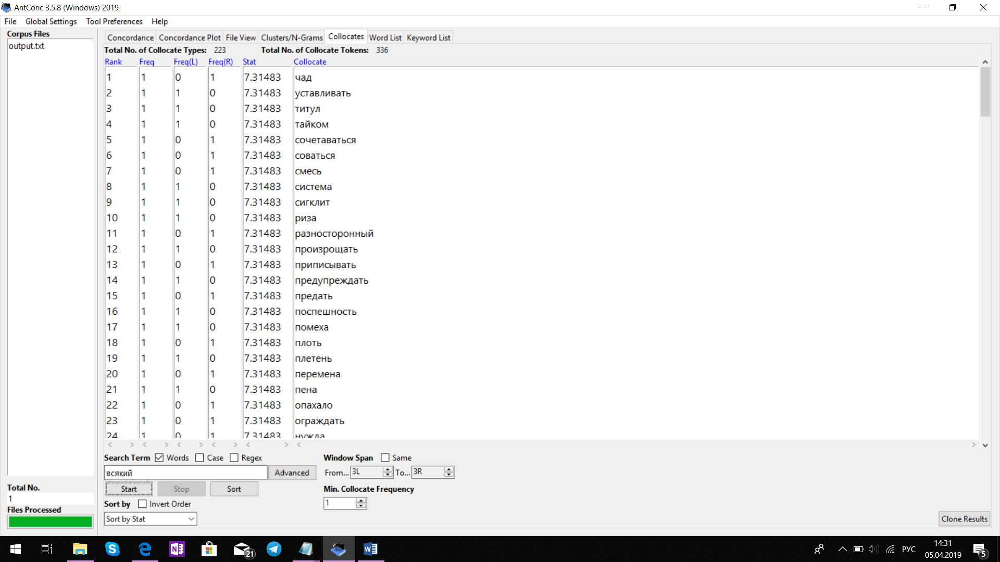 AntConc 3.5.8 (Windows) 2019
File Global Settings Tool Preferences Help
Corpus Files
output.txt
Concordance Concordance Plot File View Clusters/N-Grams Collocates Word List Keyword List
Total No. of Collocate Types: 223 Total No. of Collocate Tokens: 336
Rank Freq Freq(L) Freq(R) Stat Collocate
1 1 0 1 7.31483 чад
2 1 1 0 7.31483 уставливать
3 1 1 0 7.31483 титул
4 1 1 0 7.31483 тайком
5 1 0 1 7.31483 сочетаваться
6 1 0 1 7.31483 соваться
7 1 0 1 7.31483 смесь
8 1 1 0 7.31483 система
9 1 1 0 7.31483 сигклит
10 1 1 0 7.31483 риза
11 1 0 1 7.31483 разносторонный
12 1 1 0 7.31483 произрощать
13 1 0 1 7.31483 приписывать
14 1 1 0 7.31483 предупреждать
15 1 0 1 7.31483 предать
16 1 1 0 7.31483 поспешность
17 1 1 0 7.31483 помеха
18 1 0 1 7.31483 плоть
19 1 1 0 7.31483 плетень
20 1 0 1 7.31483 перемена
21 1 1 0 7.31483 пена
22 1 0 1 7.31483 опахало
23 1 0 1 7.31483 ограждать
24 1 0 1 7.31483 нужда
Search Term Words Case Regex Window Span Same
всякий Advanced From... 3L To... 3R
Start Stop Sort Min. Collocate Frequency
Total No.
1
Files Processed
Sort by Invert Order 1
Sort by Stat Clone Results
21 РУС 14:31
05.04.2019 5